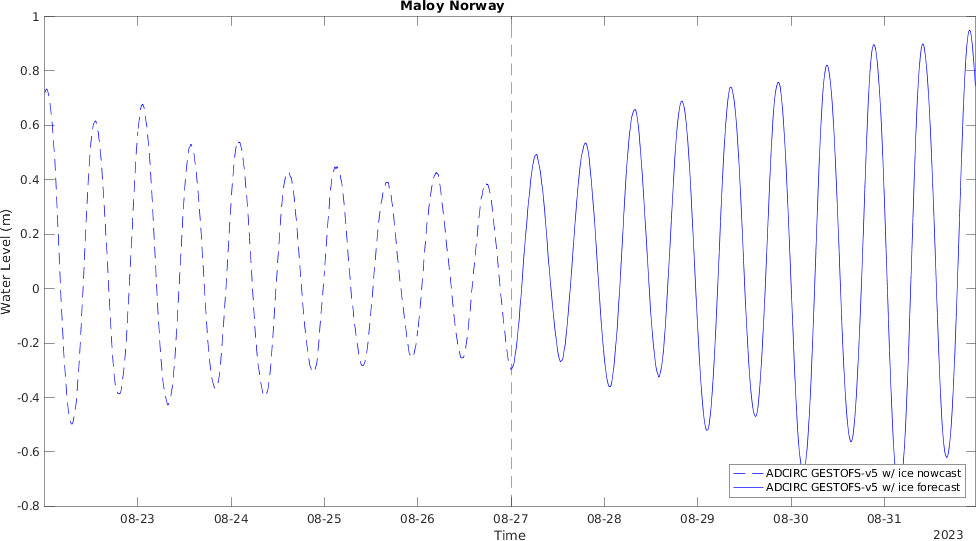 Maloy Norway
1
0.8
0.6
0.4
0.2
0
-0.2
-0.4
-0.6
-0.8
Water Level (m)
ADCIRC GESTOFS-v5 w/ ice nowcast
ADCIRC GESTOFS-v5 w/ ice forecast
08-23 08-24 08-25 08-26 08-27 08-28 08-29 08-30 08-31
Time
2023